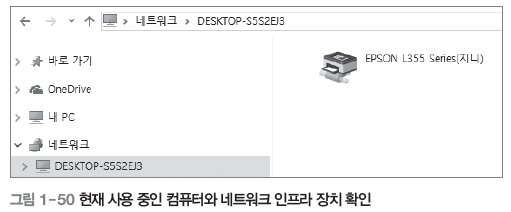 네트워크 > DESKTOP-S5S2EJ3
바로 가기
OneDrive
내 PC
네트워크
DESKTOP-S5S2EJ3
EPSON L355 Series(지니)
그림 1-50 현재 사용 중인 컴퓨터와 네트워크 인프라 장치 확인